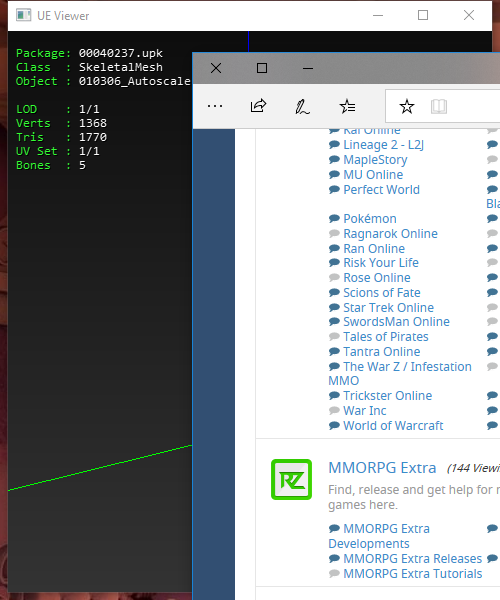 UE Viewer
Package: 00040237.upk
Class : SkeletalMesh
Object : 010306_Autoscale
LOD : 1/1
Verts : 1368
Tris : 1770
UV Set : 1/1
Bones : 5
Kal Online
Lineage 2 - L2J
MapleStory
MU Online
Perfect World
Bla
Pokémon
Ragnarok Online
Ran Online
Risk Your Life
Rose Online
Scions of Fate
Star Trek Online
SwordsMan Online
Tales of Pirates
Tantra Online
The War Z / Infestation
MMO
Trickster Online
War Inc
World of Warcraft
RZ
MMORPG Extra (144 Viewi
Find, release and get help for m
games here.
MMORPG Extra
Developments
MMORPG Extra Releases
MMORPG Extra Tutorials